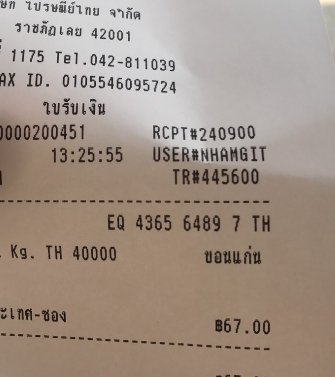 ไปรษณีย์ไทย จำกัด
ราชภัฏเลย 42001
1175 Tel.042-811039
AX ID. 0105546095724
ใบรับเงิน
0000200451 RCPT#240900
13:25:55 USER#NHAMGIT
TR#445600
EQ 4365 6489 7 TH
Kg. TH 40000 ขอนแก่น
ะเทศ-ซอง ฿67.00